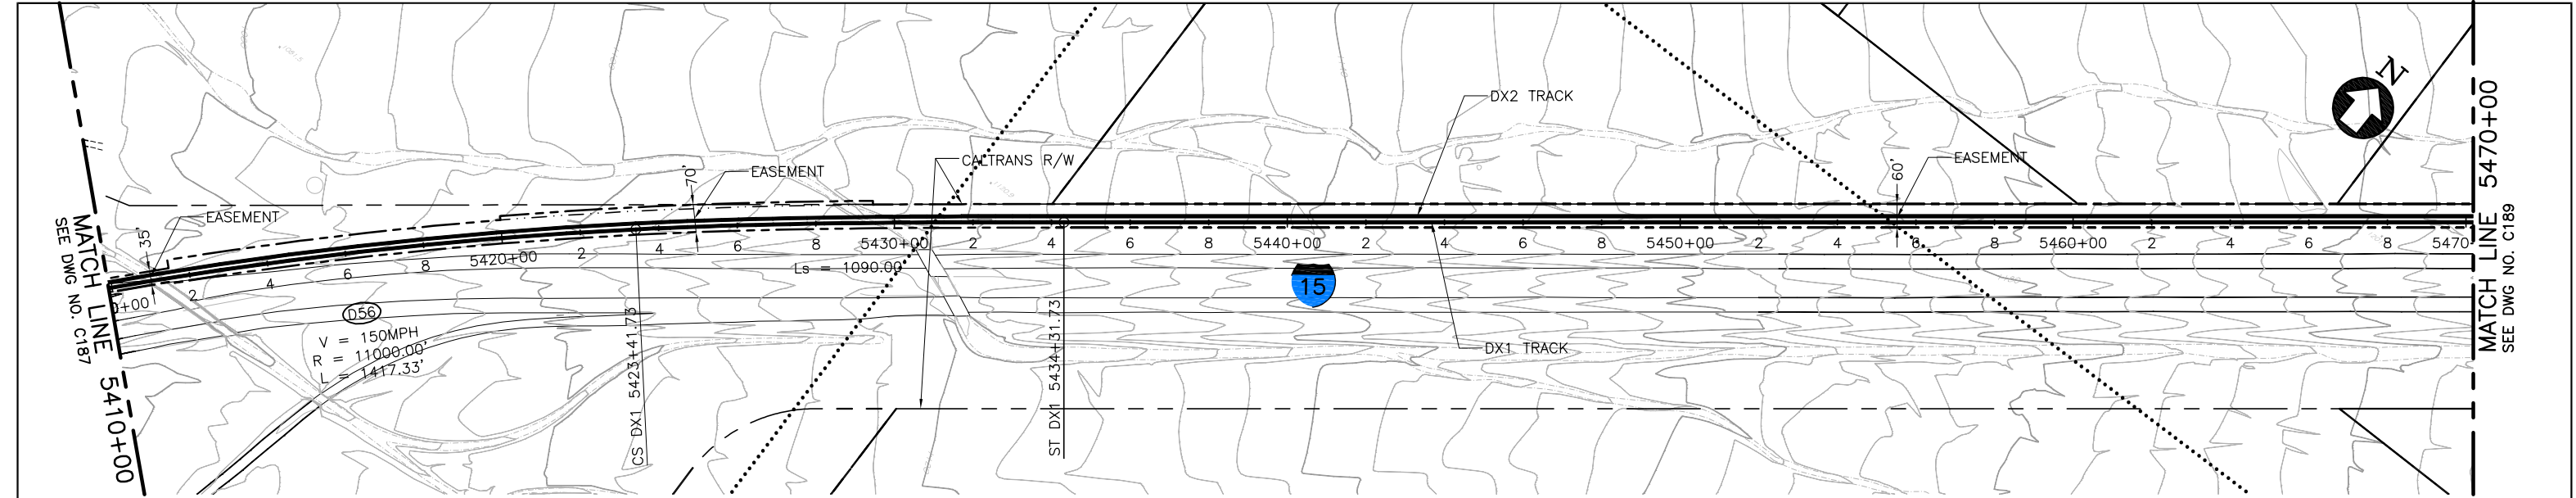 MATCH LINE 5410+00
SEE DWG NO. C187
35'
EASEMENT
0+00
2
4
6
8
5420+00
2
4
6
8
5430+00
2
4
6
8
5440+00
2
4
6
8
5450+00
2
4
6
8
5460+00
2
4
6
8
5470
D56
V = 150MPH
R = 11000.00'
L = 1417.33'
CS DX1 5423+41.73
70'
EASEMENT
Ls = 1090.00
CALTRANS R/W
ST DX1 5434+31.73
15
DX2 TRACK
DX1 TRACK
60'
EASEMENT
N
MATCH LINE 5470+00
SEE DWG NO. C189